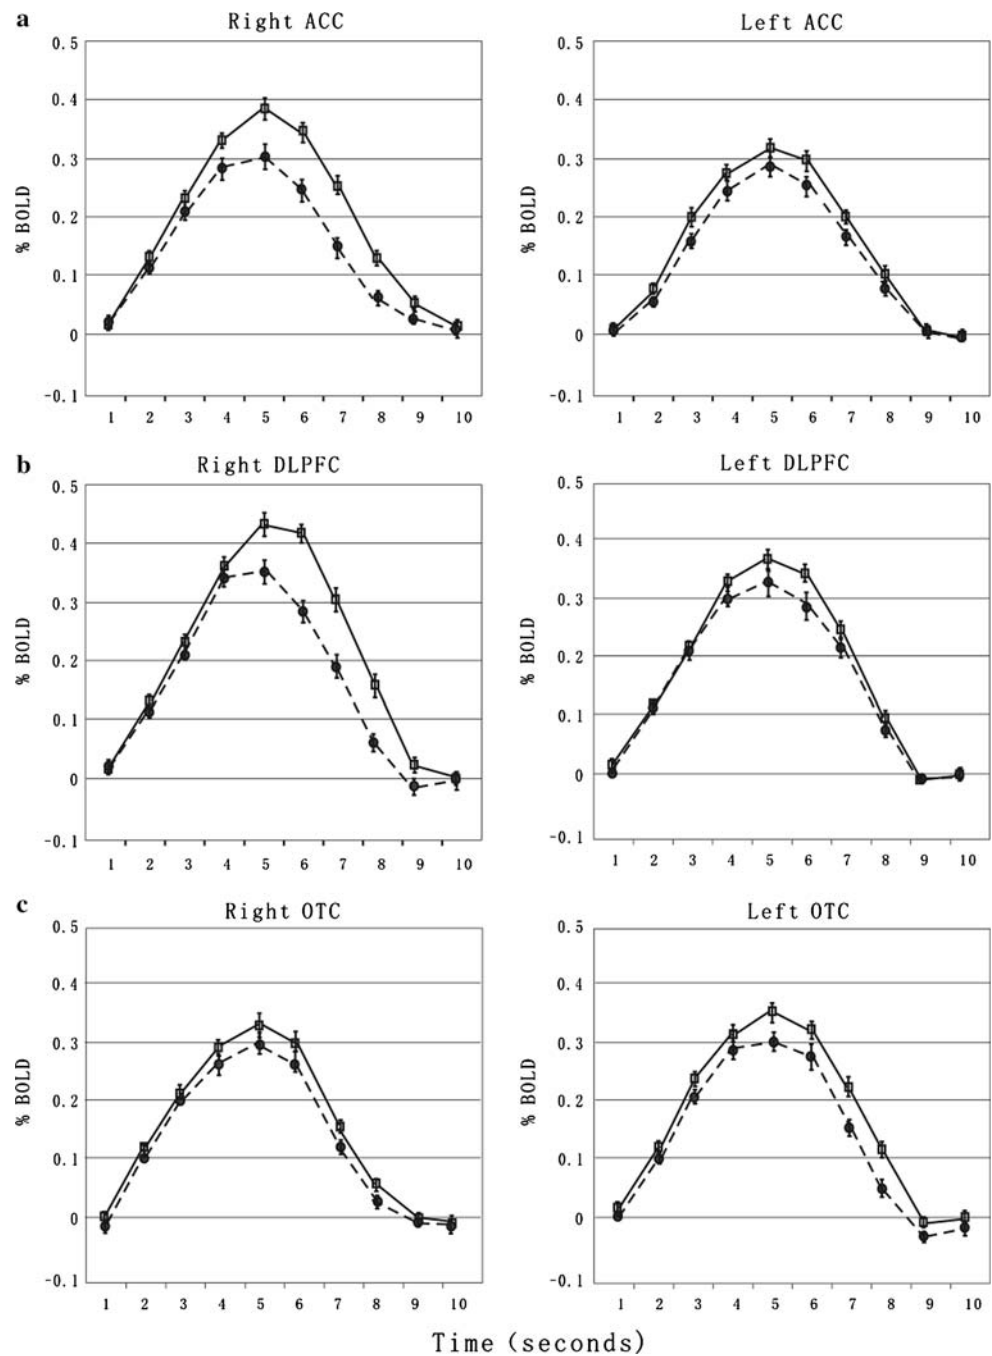 a
Right ACC
Left ACC
0.5
0.4
0.3
0.2
0.1
0
-0.1
% BOLD
1 2 3 4 5 6 7 8 9 10
0.5
0.4
0.3
0.2
0.1
0
-0.1
% BOLD
1 2 3 4 5 6 7 8 9 10
b
Right DLPFC
Left DLPFC
0.5
0.4
0.3
0.2
0.1
0
-0.1
% BOLD
1 2 3 4 5 6 7 8 9 10
0.5
0.4
0.3
0.2
0.1
0
-0.1
% BOLD
1 2 3 4 5 6 7 8 9 10
c
Right OTC
Left OTC
0.5
0.4
0.3
0.2
0.1
0
-0.1
% BOLD
1 2 3 4 5 6 7 8 9 10
0.5
0.4
0.3
0.2
0.1
0
-0.1
% BOLD
1 2 3 4 5 6 7 8 9 10
Time (seconds)